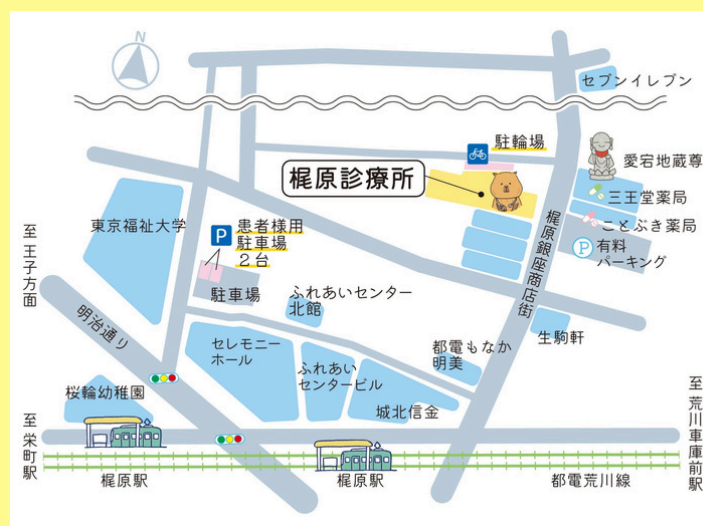 N
セブンイレブン
駐輪場
愛宕地蔵尊
梶原診療所
三王堂薬局
ことぶき薬局
P 有料
パーキング
梶原銀座商店街
東京福祉大学
P 患者様用
駐車場
2台
駐車場
至王子方面
明治通り
ふれあいセンター
北館
生駒軒
セレモニー
ホール
ふれあい
センタービル
都電もなか
明美
城北信金
桜輪幼稚園
至栄町駅
至荒川車庫前駅
梶原駅
梶原駅
都電荒川線